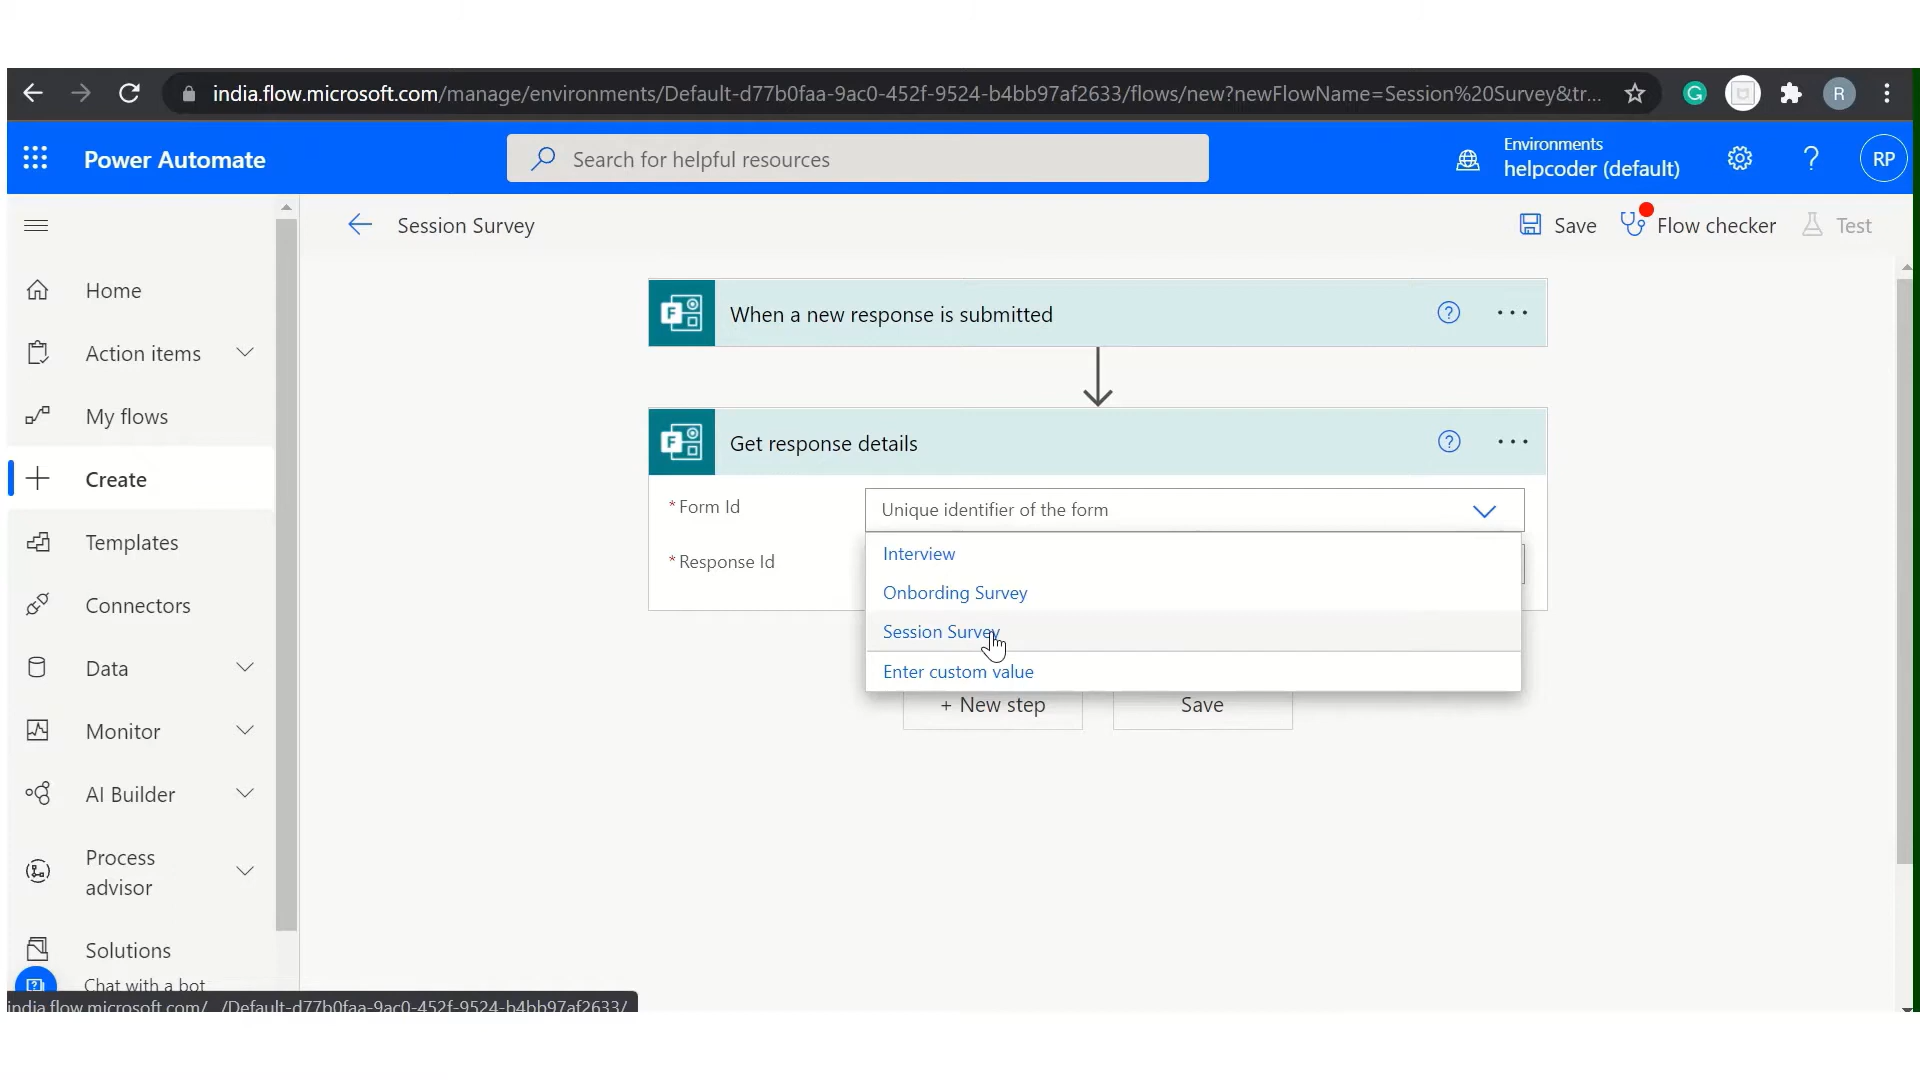 india.flow.microsoft.com/manage/environments/Default-d77b0faa-9ac0-452f-9524-b4bb97af2633/flows/new?newFlowName=Session%20Survey&tr...
R
Power Automate
Search for helpful resources
Environments
helpcoder (default)
RP
Session Survey
Save
Flow checker
Test
Home
Action items
My flows
Create
Templates
Connectors
Data
Monitor
AI Builder
Process
advisor
Solutions
Chat with a bot
When a new response is submitted
Get response details
* Form Id
Unique identifier of the form
* Response Id
Interview
Onbording Survey
Session Survey
Enter custom value
+ New step
Save
india.flow.microsoft.com/.../Default-d77b0faa-9ac0-452f-9524-b4bb97af2633/...